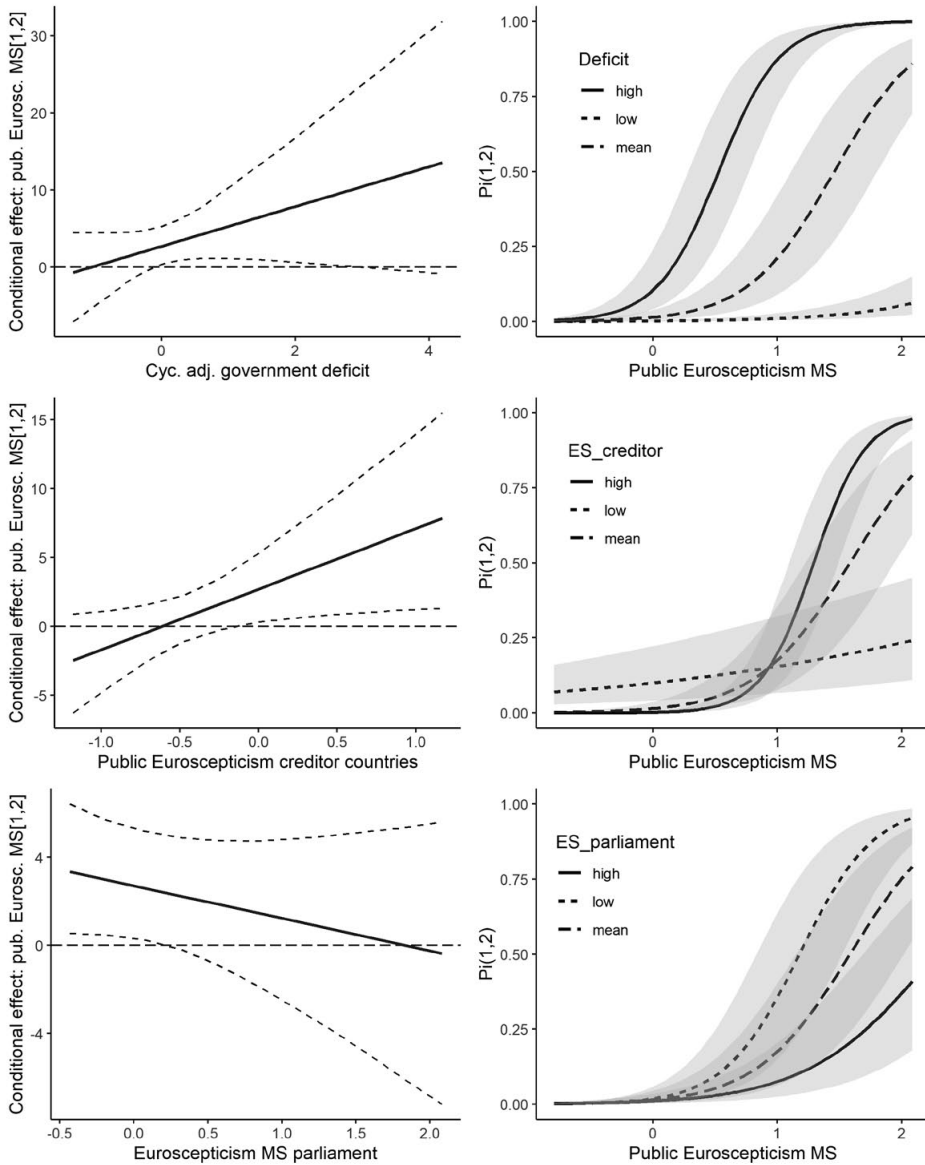 Conditional effect: pub. Eurosc. MS[1,2]
30
20
10
0
0
2
4
Cyc. adj. government deficit
Pi(1,2)
1.00
0.75
0.50
0.25
0.00
Deficit
high
low
mean
0
1
2
Public Euroscepticism MS
Conditional effect: pub. Eurosc. MS[1,2]
15
10
5
0
-5
-1.0
-0.5
0.0
0.5
1.0
Public Euroscepticism creditor countries
Pi(1,2)
1.00
0.75
0.50
0.25
0.00
ES_creditor
high
low
mean
0
1
2
Public Euroscepticism MS
Conditional effect: pub. Eurosc. MS[1,2]
4
0
-4
-0.5
0.0
0.5
1.0
1.5
2.0
Euroscepticism MS parliament
Pi(1,2)
1.00
0.75
0.50
0.25
0.00
ES_parliament
high
low
mean
0
1
2
Public Euroscepticism MS